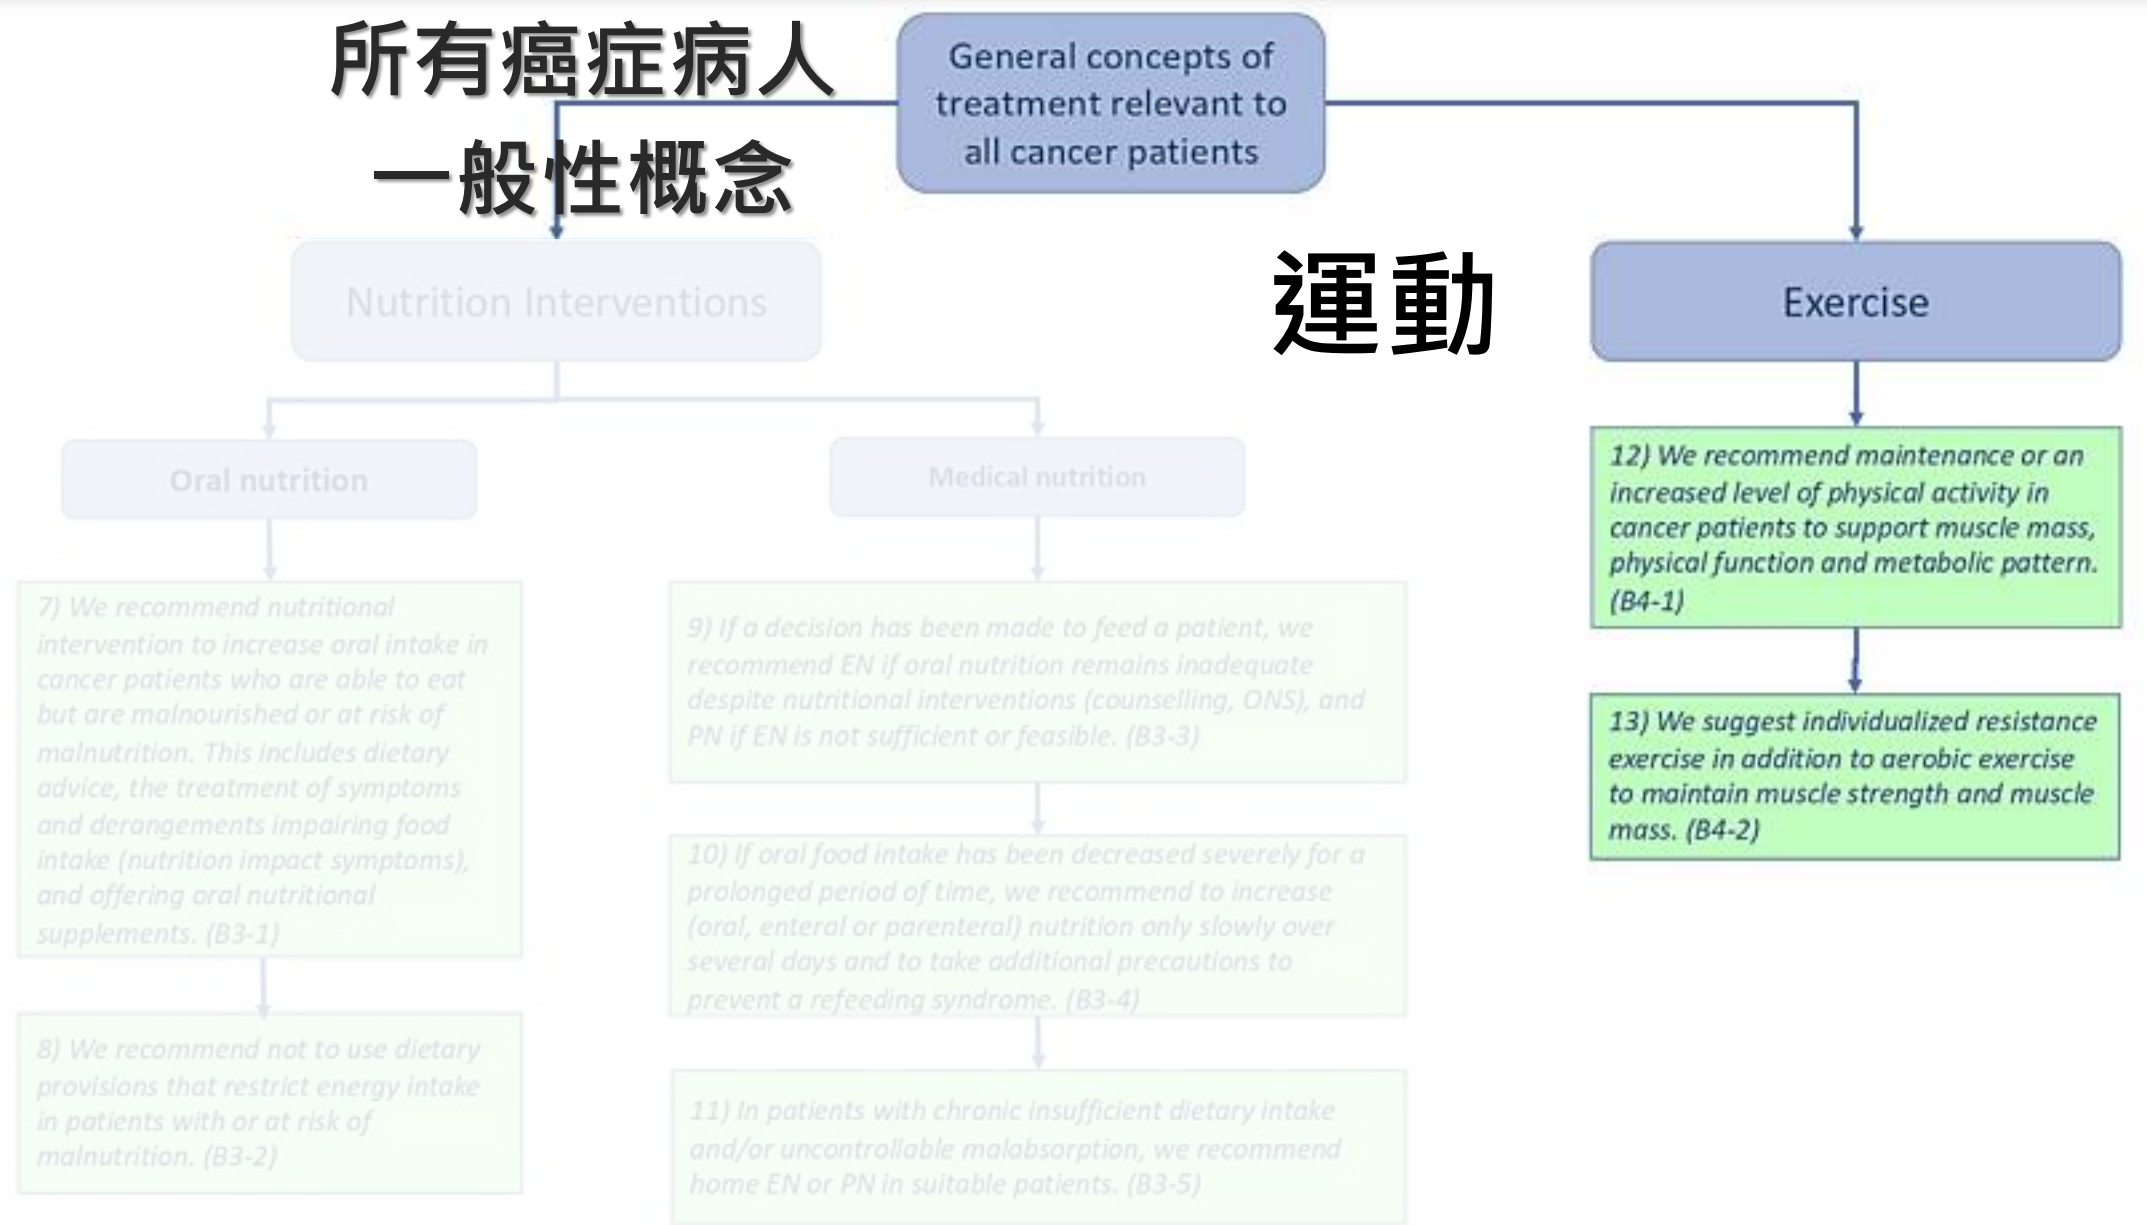 所有癌症病人
一般性概念
General concepts of
treatment relevant to
all cancer patients
Nutrition Interventions
運動
Exercise
Oral nutrition
Medical nutrition
7) We recommend nutritional
intervention to increase oral intake in
cancer patients who are able to eat
but are malnourished or at risk of
malnutrition. This includes dietary
advice, the treatment of symptoms
and derangements impairing food
intake (nutrition impact symptoms),
and offering oral nutritional
supplements. (B3-1)
8) We recommend not to use dietary
provisions that restrict energy intake
in patients with or at risk of
malnutrition. (B3-2)
9) If a decision has been made to feed a patient, we
recommend EN if oral nutrition remains inadequate
despite nutritional interventions (counselling, ONS), and
PN if EN is not sufficient or feasible. (B3-3)
10) If oral food intake has been decreased severely for a
prolonged period of time, we recommend to increase
(oral, enteral or parenteral) nutrition only slowly over
several days and to take additional precautions to
prevent a refeeding syndrome. (B3-4)
11) In patients with chronic insufficient dietary intake
and/or uncontrollable malabsorption, we recommend
home EN or PN in suitable patients. (B3-5)
12) We recommend maintenance or an
increased level of physical activity in
cancer patients to support muscle mass,
physical function and metabolic pattern.
(B4-1)
13) We suggest individualized resistance
exercise in addition to aerobic exercise
to maintain muscle strength and muscle
mass. (B4-2)